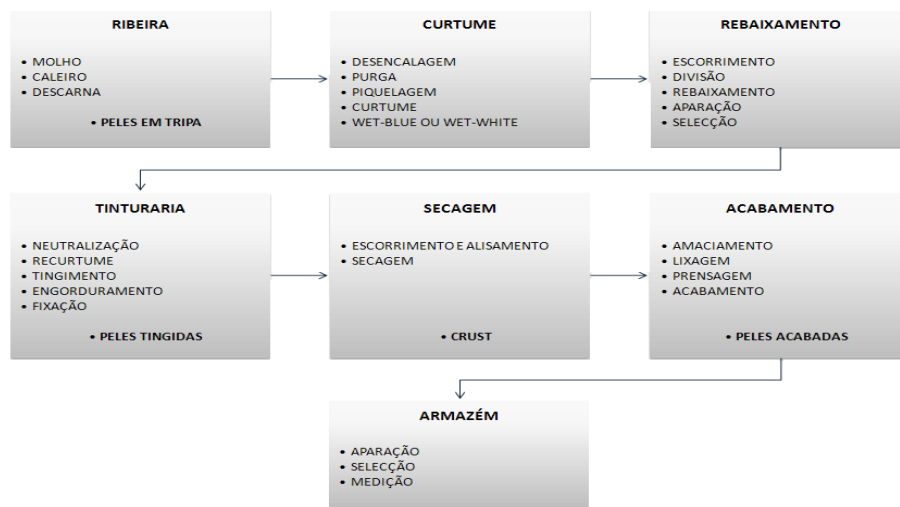 RIBEIRA
• MOLHO
• CALEIRO
• DESCARNA
• PELES EM TRIPA
CURTUME
• DESENCALAGEM
• PURGA
• PIQUELAGEM
• CURTUME
• WET-BLUE OU WET-WHITE
REBAIXAMENTO
• ESCORRIMENTO
• DIVISÃO
• REBAIXAMENTO
• APARAÇÃO
• SELECÇÃO
TINTURARIA
• NEUTRALIZAÇÃO
• RECURTUME
• TINGIMENTO
• ENGORDURAMENTO
• FIXAÇÃO
• PELES TINGIDAS
SECAGEM
• ESCORRIMENTO E ALISAMENTO
• SECAGEM
• CRUST
ACABAMENTO
• AMACIAMENTO
• LIXAGEM
• PRENSAGEM
• ACABAMENTO
• PELES ACABADAS
ARMAZÉM
• APARAÇÃO
• SELECÇÃO
• MEDIÇÃO